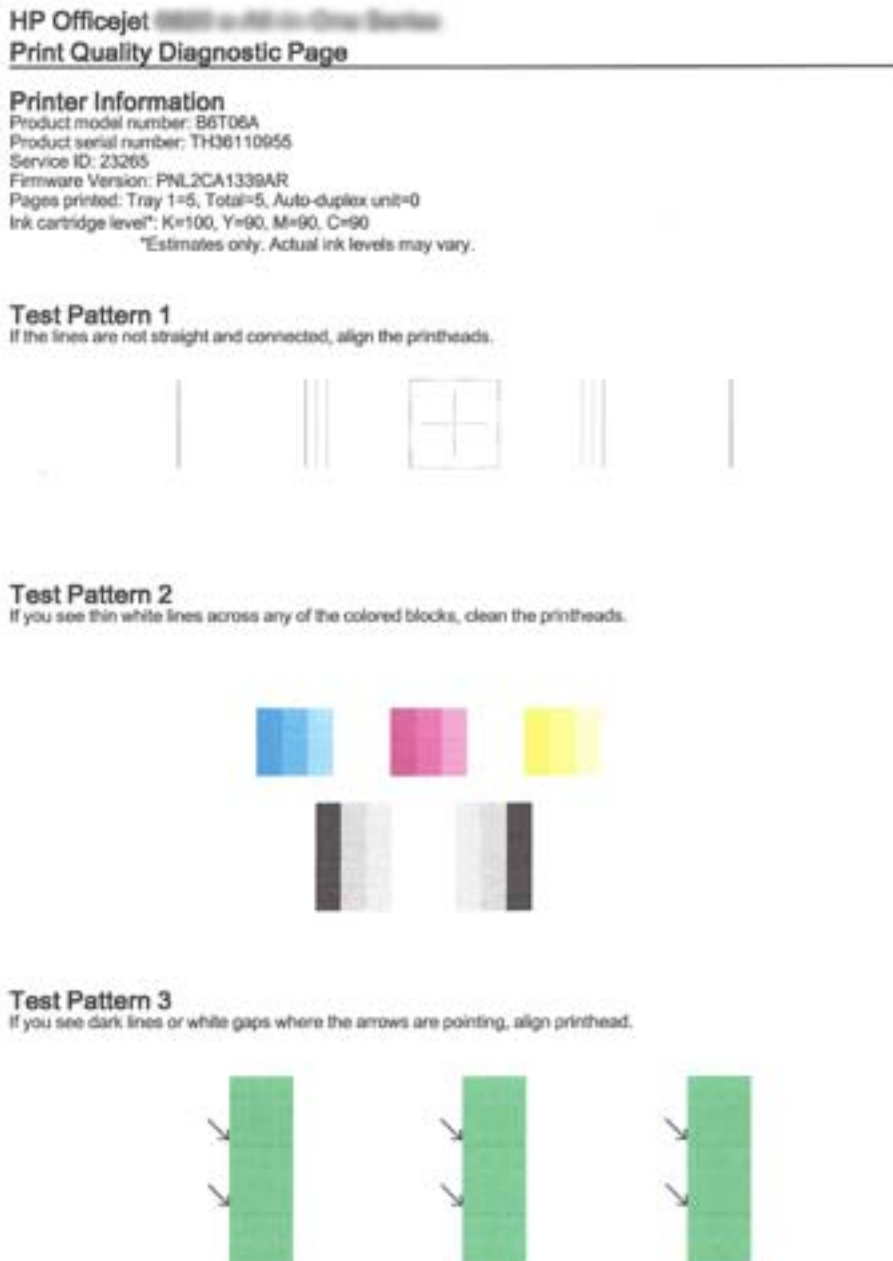 HP Officejet
Print Quality Diagnostic Page
Printer Information
Product model number: B6T06A
Product serial number: TH36110955
Service ID: 23265
Firmware Version: PNL2CA1339AR
Pages printed: Tray 1=5, Total=5, Auto-duplex unit=0
Ink cartridge level*: K=100, Y=90, M=90, C=90
*Estimates only. Actual ink levels may vary.
Test Pattern 1
If the lines are not straight and connected, align the printheads.
Test Pattern 2
If you see thin white lines across any of the colored blocks, clean the printheads.
Test Pattern 3
If you see dark lines or white gaps where the arrows are pointing, align printhead.